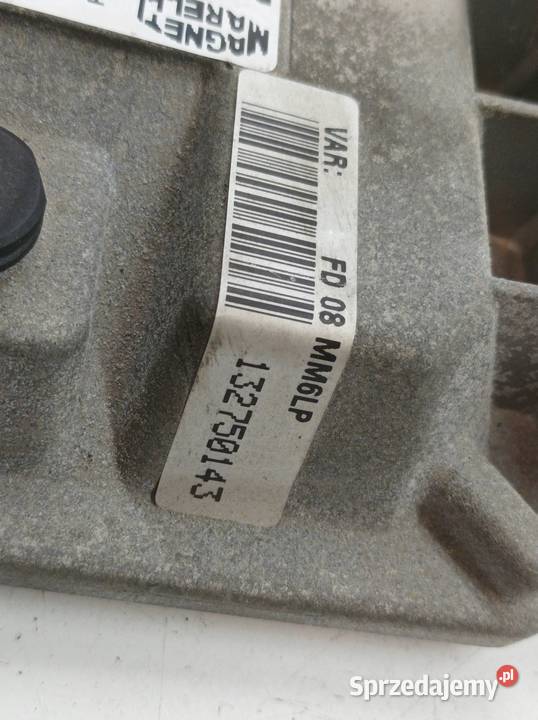 MAGNETI
MARELLI
VAR: FD 08 MM6LP
132750143
Sprzedajemy.pl